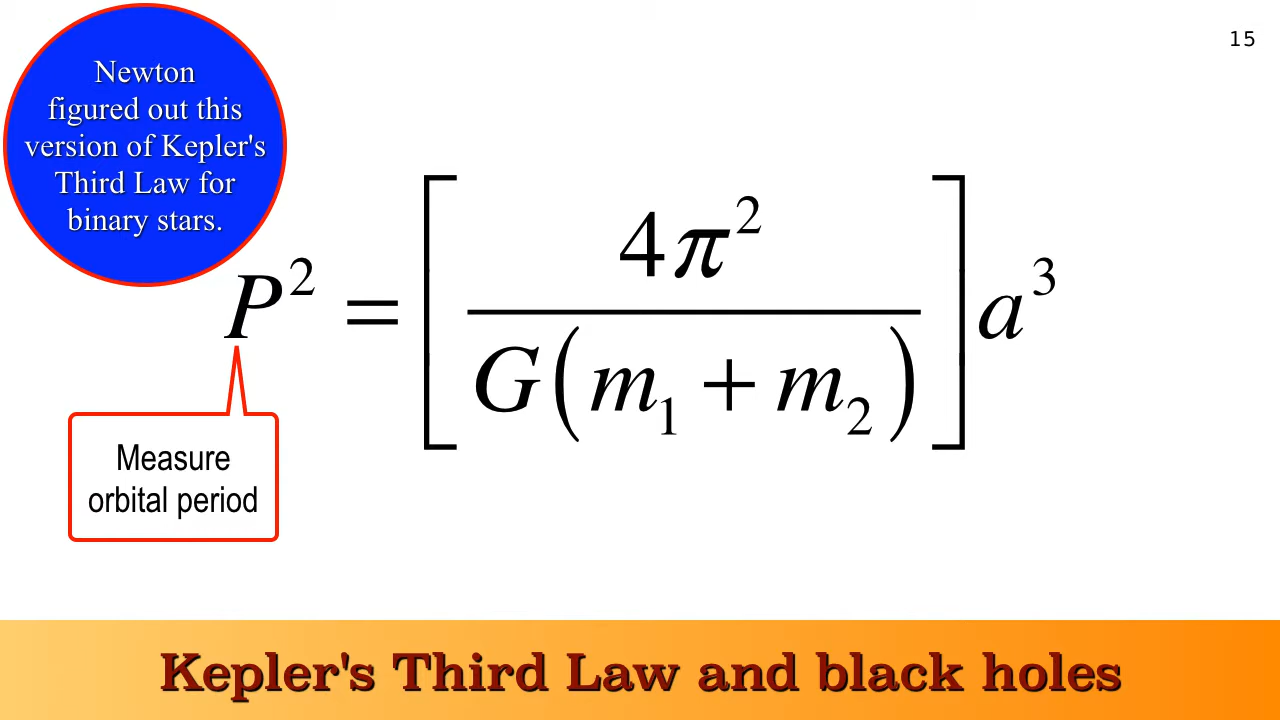 15
Newton
figured out this
version of Kepler's
Third Law for
binary stars.
P² = [ 4π² / G(m₁ + m₂) ] a³
Measure
orbital period
Kepler's Third Law and black holes